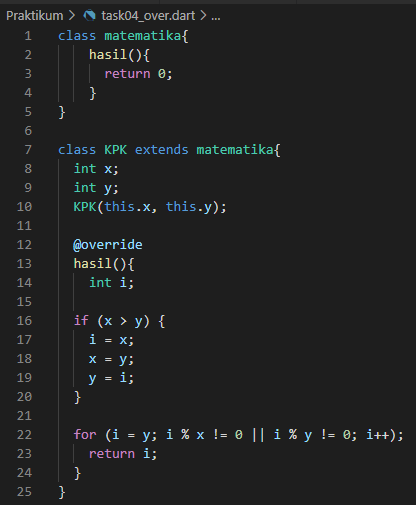 Praktikum > task04_over.dart > ...
1 class matematika{
2     hasil(){
3       return 0;
4     }
5 }
6
7 class KPK extends matematika{
8   int x;
9   int y;
10   KPK(this.x, this.y);
11
12   @override
13   hasil(){
14     int i;
15
16   if (x > y) {
17     i = x;
18     x = y;
19     y = i;
20   }
21
22   for (i = y; i % x != 0 || i % y != 0; i++);
23     return i;
24   }
25 }